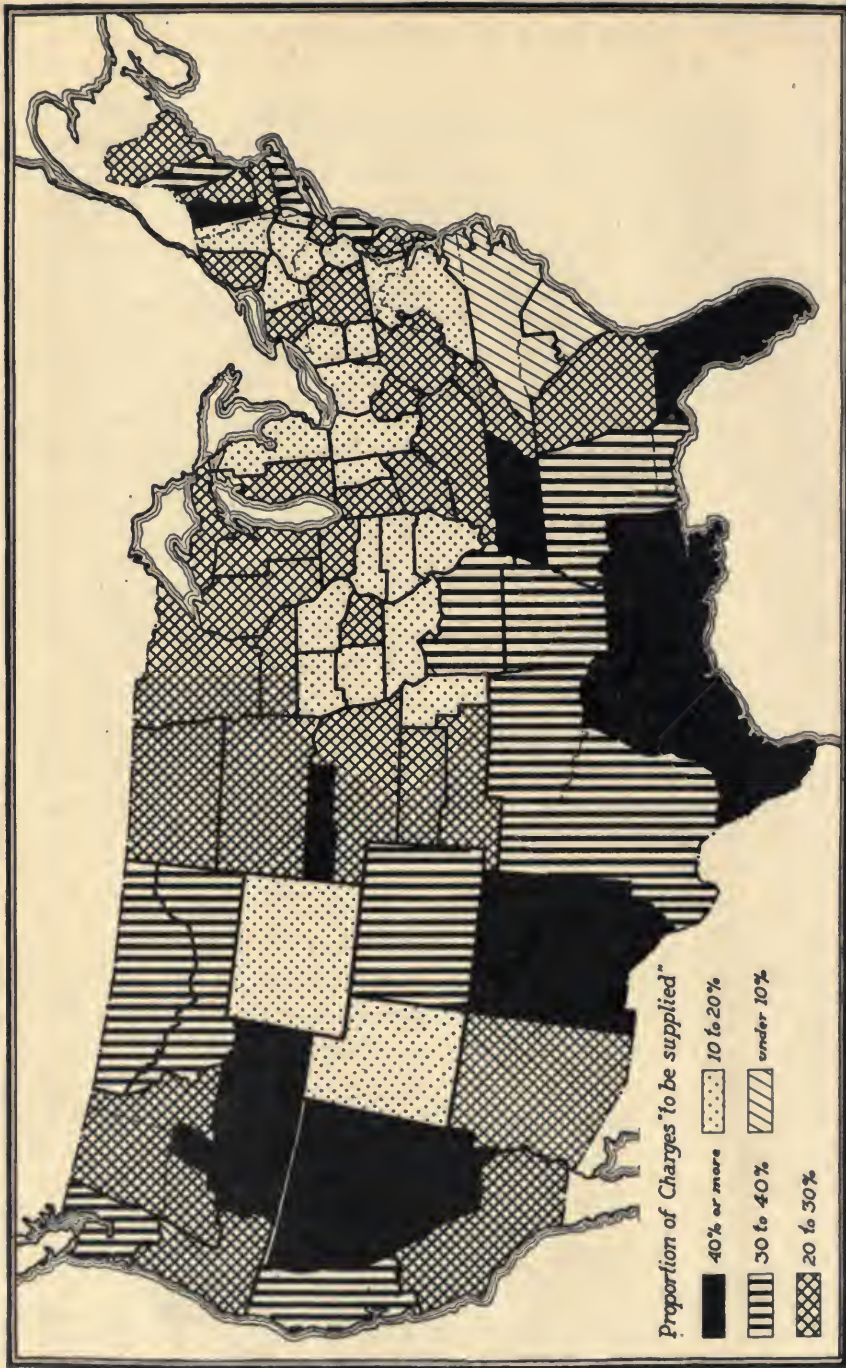 Proportion of Charges "to be supplied"
40% or more
30 to 40%
20 to 30%
10 to 20%
under 10%